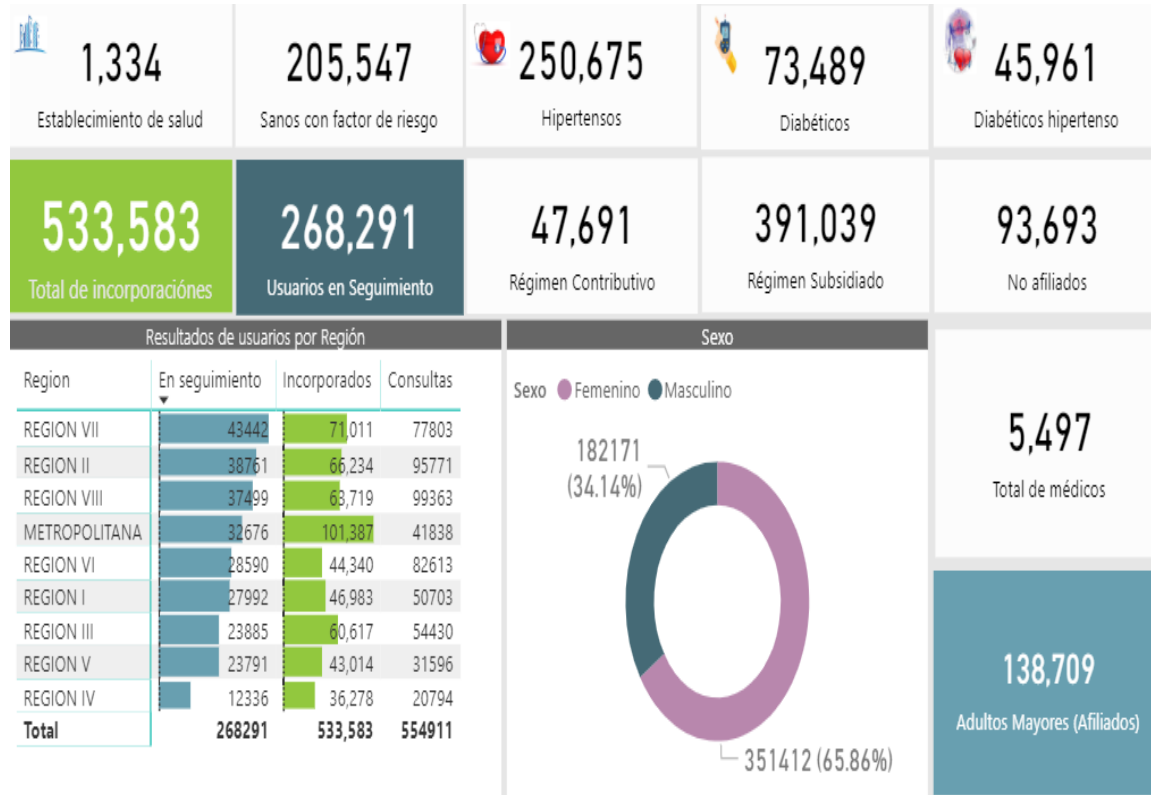 1,334
Establecimiento de salud
205,547
Sanos con factor de riesgo
250,675
Hipertensos
73,489
Diabéticos
45,961
Diabéticos hipertenso
533,583
Total de incorporaciónes
268,291
Usuarios en Seguimiento
47,691
Régimen Contributivo
391,039
Régimen Subsidiado
93,693
No afiliados
Resultados de usuarios por Región
Region En seguimiento Incorporados Consultas
REGION VII 43442 71,011 77803
REGION II 38761 66,234 95771
REGION VIII 37499 63,719 99363
METROPOLITANA 32676 101,387 41838
REGION VI 28590 44,340 82613
REGION I 27992 46,983 50703
REGION III 23885 60,617 54430
REGION V 23791 43,014 31596
REGION IV 12336 36,278 20794
Total 268291 533,583 554911
Sexo
Sexo Femenino Masculino
182171
(34.14%)
351412 (65.86%)
5,497
Total de médicos
138,709
Adultos Mayores (Afiliados)